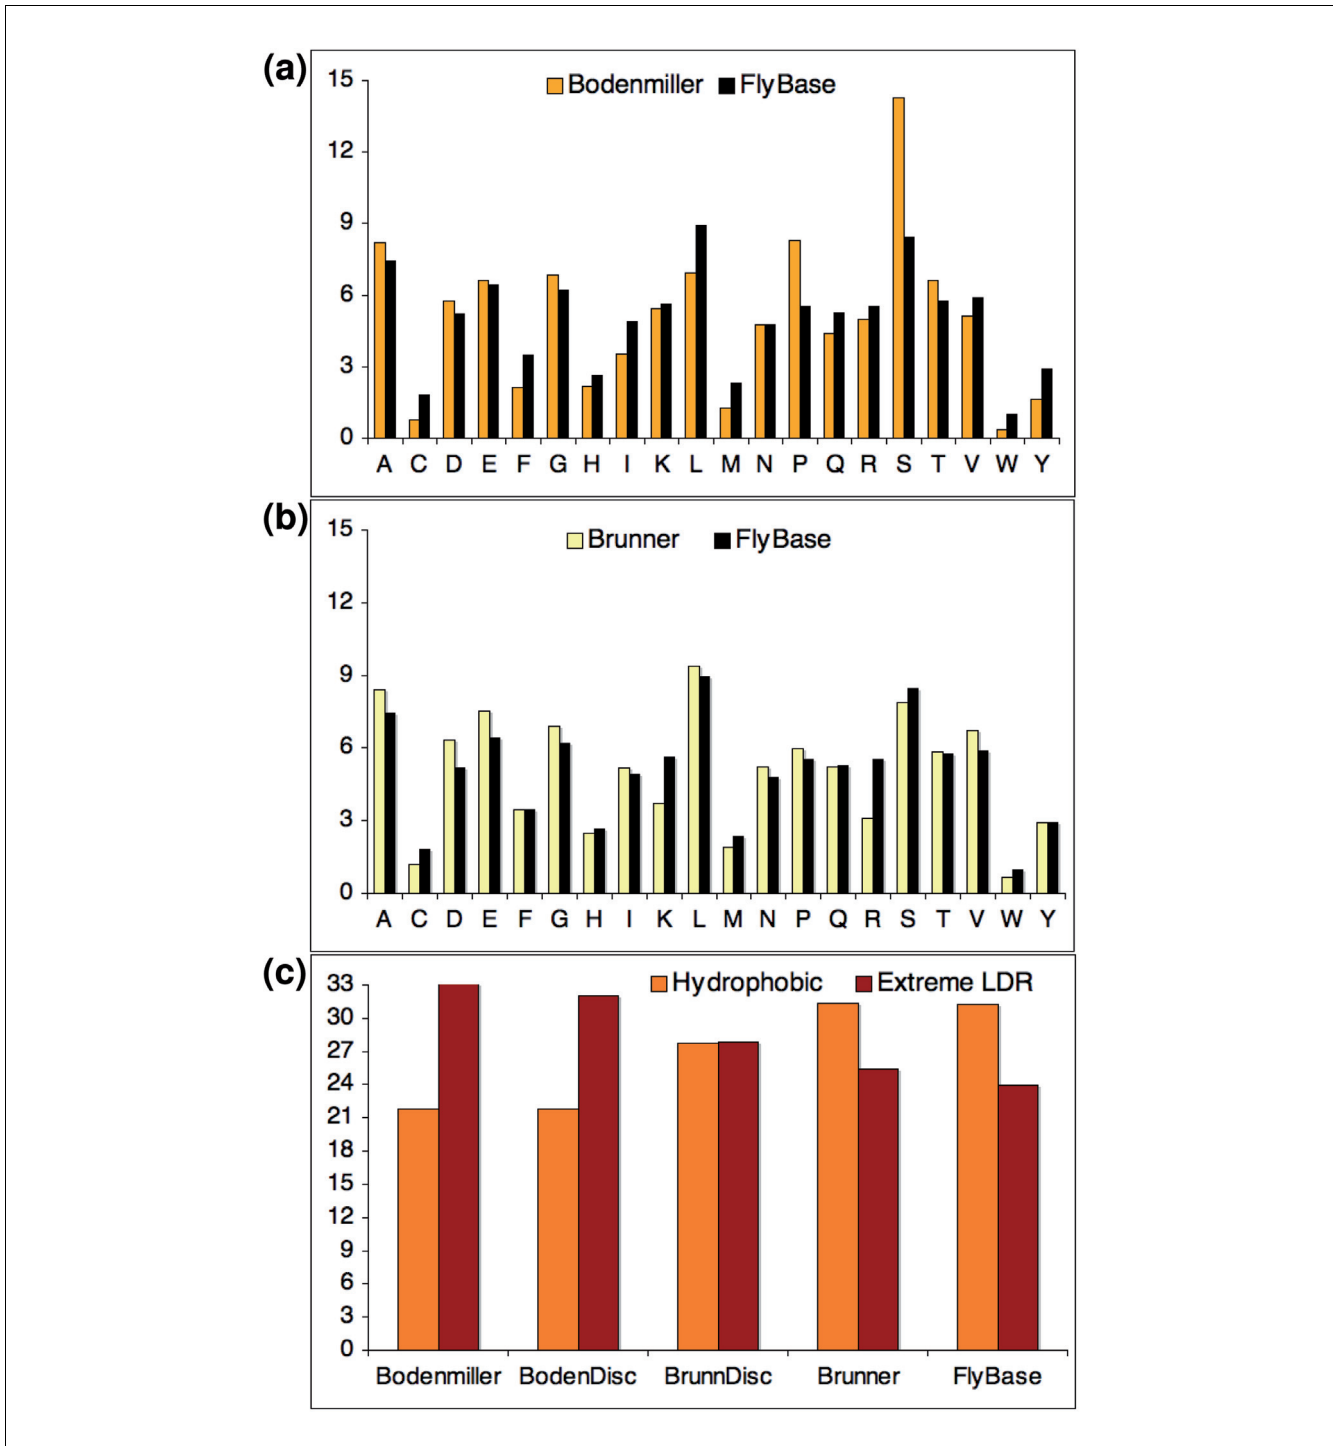 (a)
Bodenmiller FlyBase
15
12
9
6
3
0
A C D E F G H I K L M N P Q R S T V W Y
(b)
Brunner FlyBase
15
12
9
6
3
0
A C D E F G H I K L M N P Q R S T V W Y
(c)
Hydrophobic Extreme LDR
33
30
27
24
21
18
15
12
9
6
3
0
Bodenmiller BodenDisc BrunnDisc Brunner FlyBase